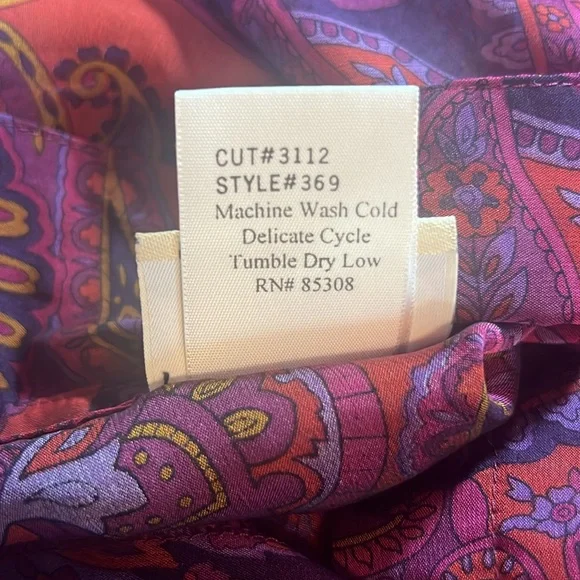 CUT#3112
STYLE#369
Machine Wash Cold
Delicate Cycle
Tumble Dry Low
RN# 85308